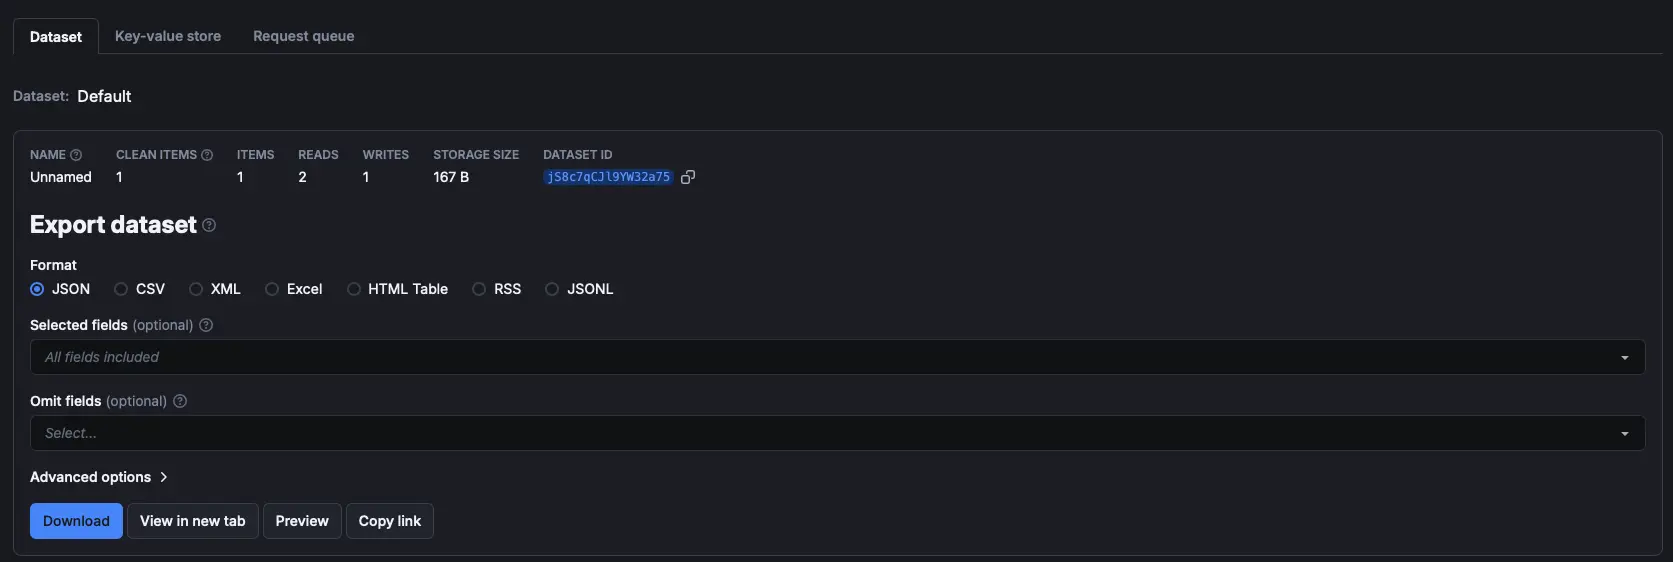 Dataset Key-value store Request queue
Dataset: Default
NAME CLEAN ITEMS ITEMS READS WRITES STORAGE SIZE DATASET ID
Unnamed 1 1 2 1 167 B jS8c7qCJl9YW32a75
Export dataset
Format
JSON CSV XML Excel HTML Table RSS JSONL
Selected fields (optional)
All fields included
Omit fields (optional)
Select...
Advanced options
Download View in new tab Preview Copy link